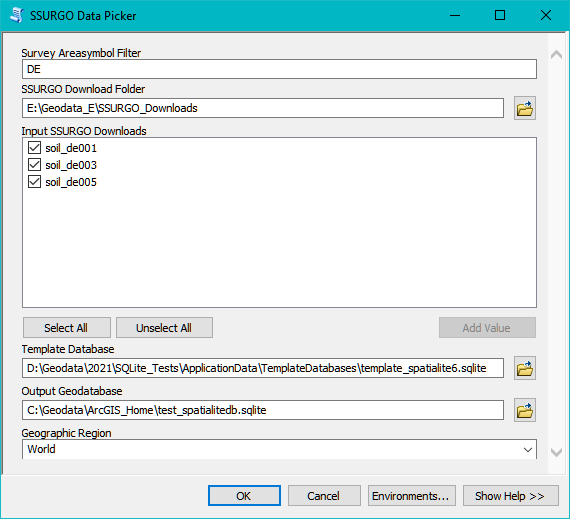 SSURGO Data Picker
Survey Areasymbol Filter
DE
SSURGO Download Folder
E:\Geodata_E\SSURGO_Downloads
Input SSURGO Downloads
soil_de001
soil_de003
soil_de005
Select All Unselect All Add Value
Template Database
D:\Geodata\2021\SQLite_Tests\ApplicationData\TemplateDatabases\template_spatialite6.sqlite
Output Geodatabase
C:\Geodata\ArcGIS_Home\test_spatialitedb.sqlite
Geographic Region
World
OK Cancel Environments... Show Help >>